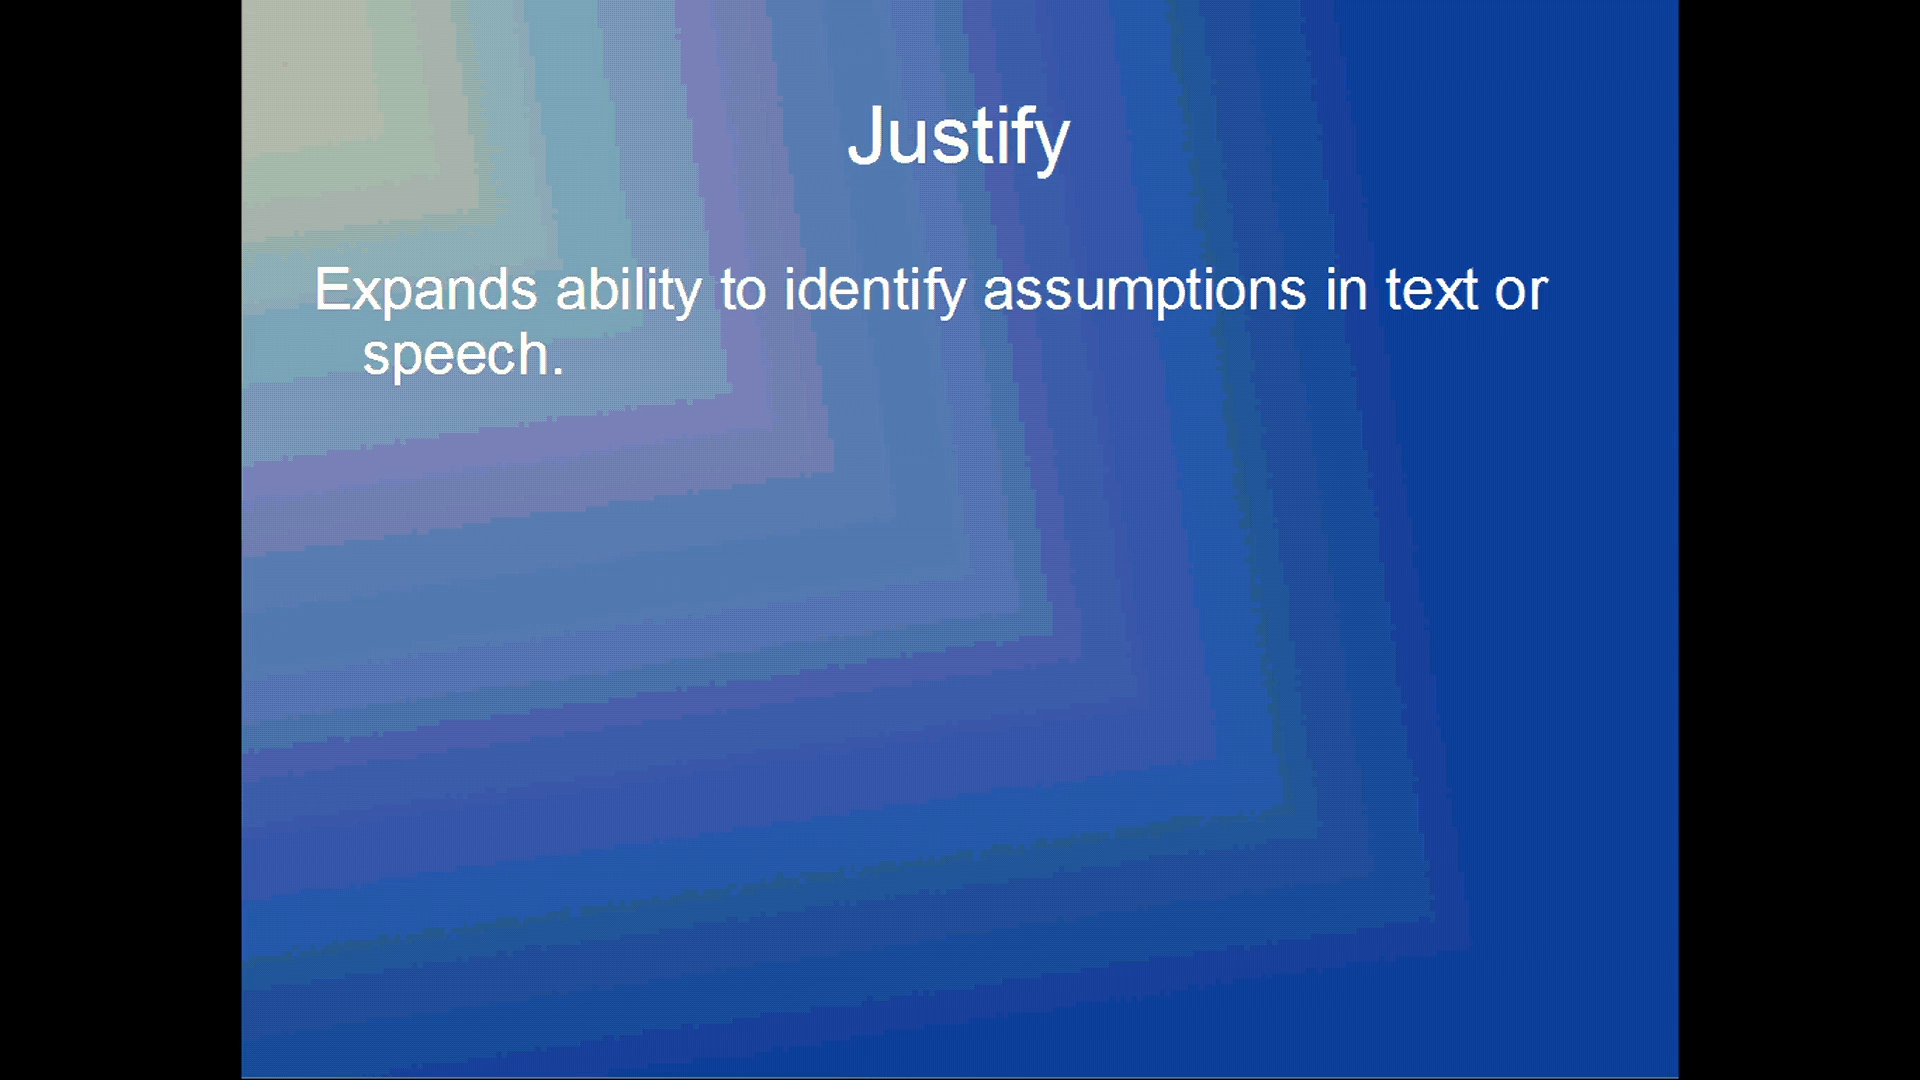 Justify
Expands ability to identify assumptions in text or
speech.